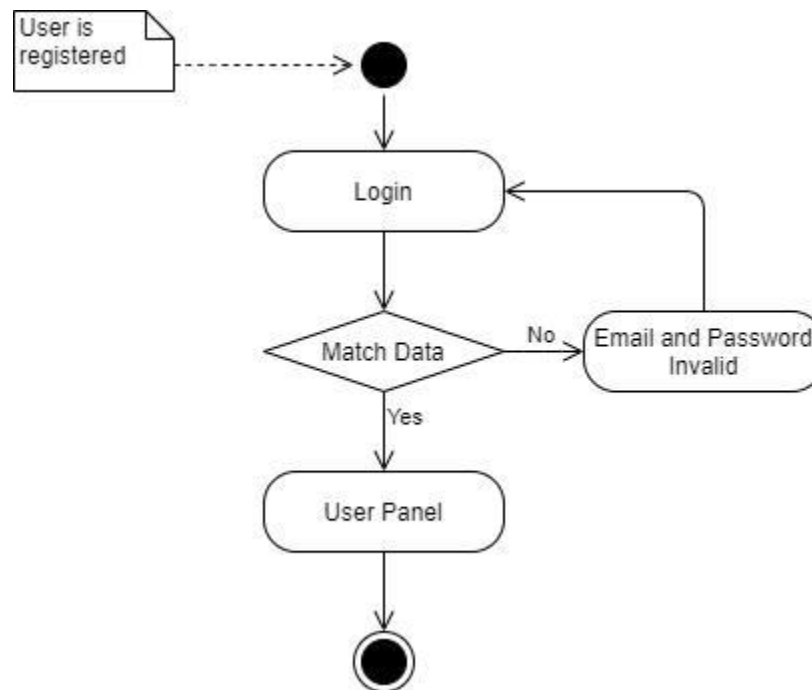 User is
registered
Login
Match Data
No
Email and Password
Invalid
Yes
User Panel